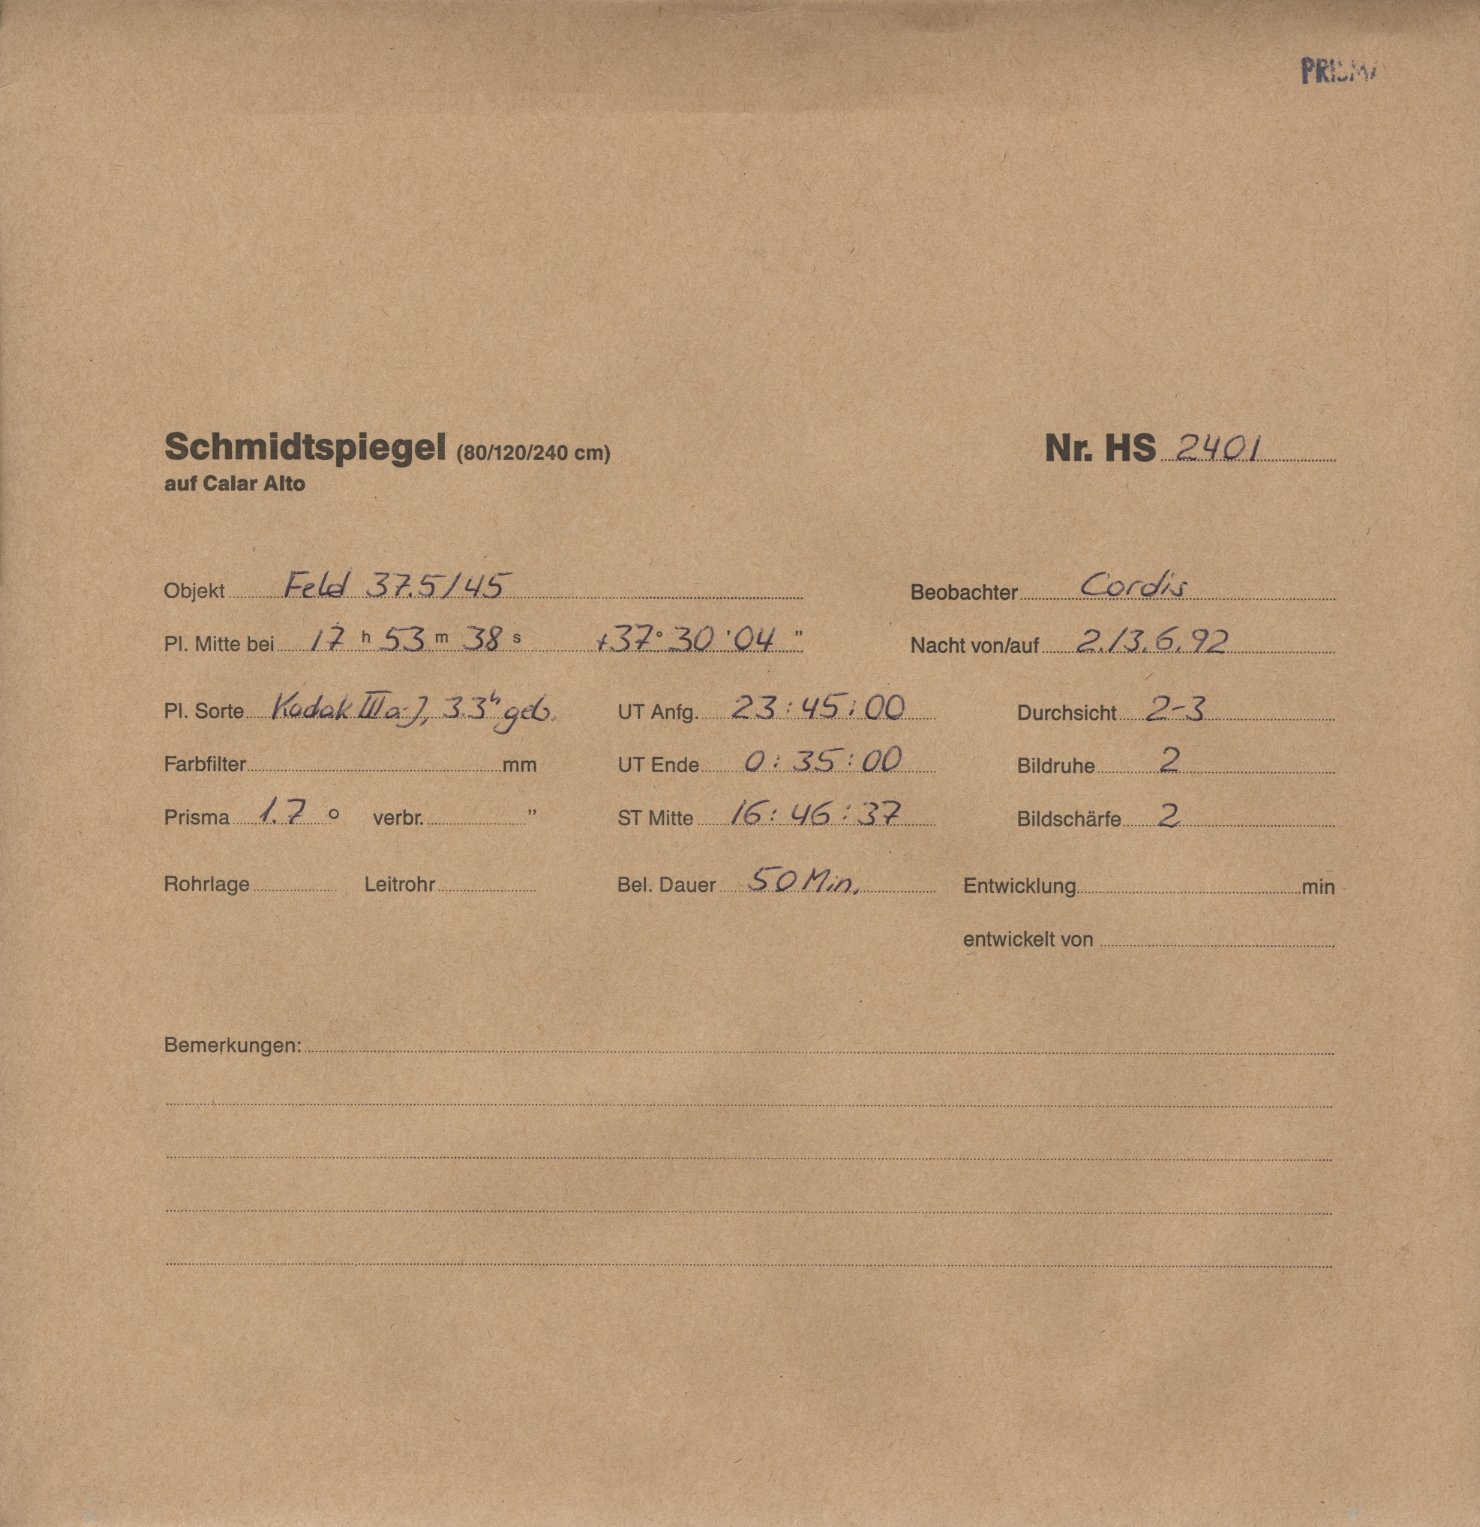 PRISMA
Schmidtspiegel (80/120/240 cm) Nr. HS 2401
auf Calar Alto
Objekt Feld 37.5/45 Beobachter Cordis
Pl. Mitte bei 17 h 53 m 38 s +37° 30 ' 04 " Nacht von/auf 2./3.6.92
Pl. Sorte Kodak IIIa-J, 3.3h geb. UT Anfg. 23:45:00 Durchsicht 2-3
Farbfilter mm UT Ende 0:35:00 Bildruhe 2
Prisma 1.7 ° verbr. " ST Mitte 16:46:37 Bildschärfe 2
Rohrlage Leitrohr Bel. Dauer 50 Min. Entwicklung min
entwickelt von
Bemerkungen: